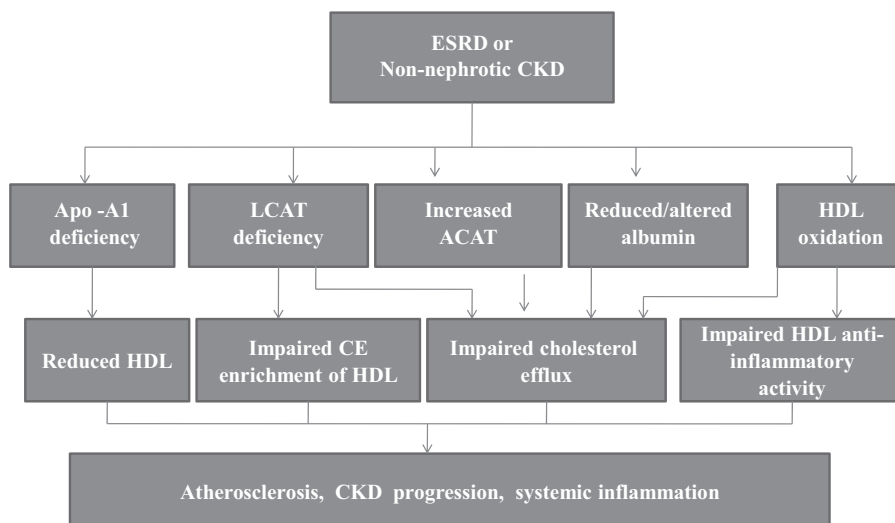 ESRD or
Non-nephrotic CKD
Apo -A1
deficiency
LCAT
deficiency
Increased
ACAT
Reduced/altered
albumin
HDL
oxidation
Reduced HDL
Impaired CE
enrichment of HDL
Impaired cholesterol
efflux
Impaired HDL anti-
inflammatory
activity
Atherosclerosis, CKD progression, systemic inflammation